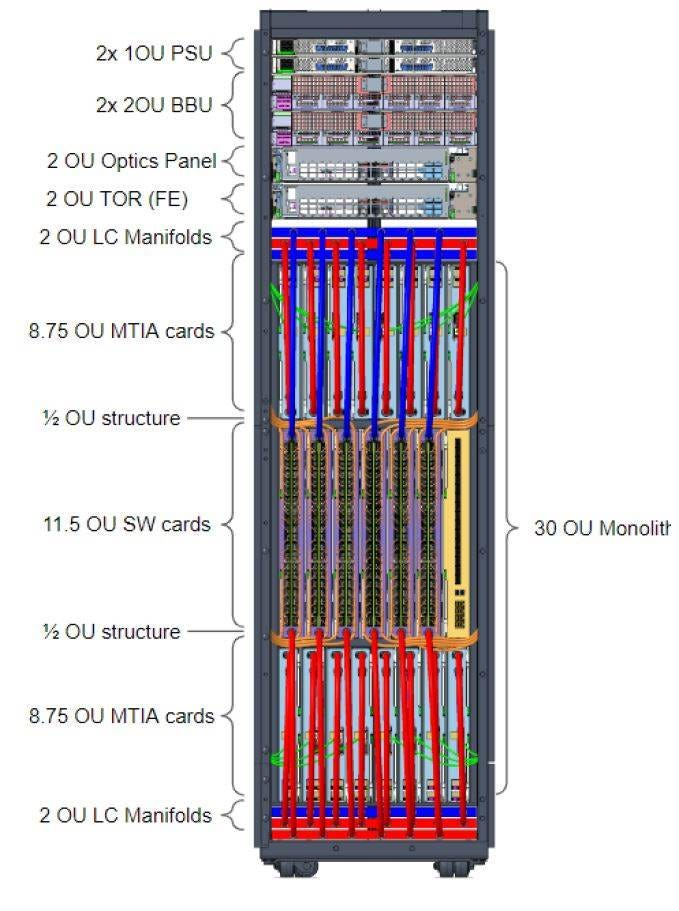 2x 1OU PSU
2x 2OU BBU
2 OU Optics Panel
2 OU TOR (FE)
2 OU LC Manifolds
8.75 OU MTIA cards
½ OU structure
11.5 OU SW cards
30 OU Monolith
½ OU structure
8.75 OU MTIA cards
2 OU LC Manifolds